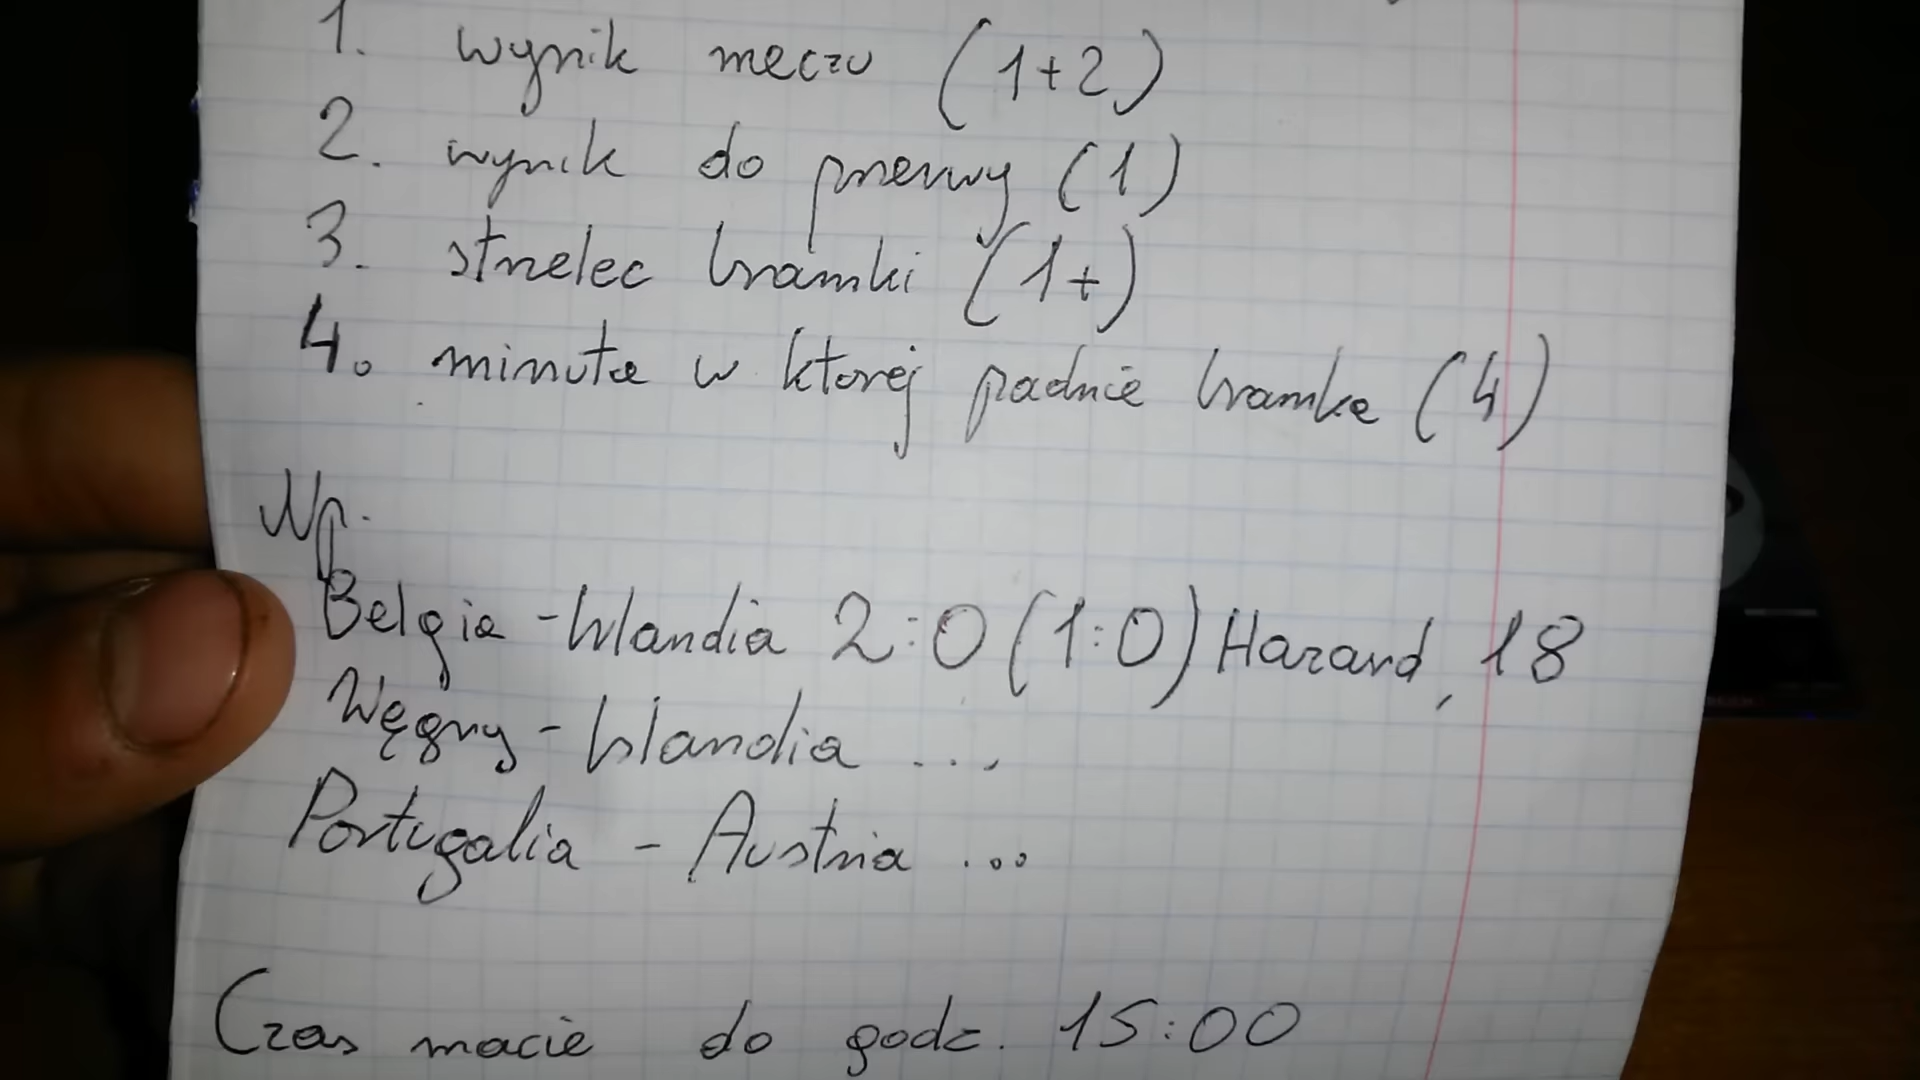 1. wynik meczu (1+2)
2. wynik do przerwy (1)
3. strzelec bramki (1+)
4. minuta w której padnie bramka (4)
Np.
Belgia - Irlandia 2:0 (1:0) Hazard, 18
Węgry - Islandia ...
Portugalia - Austria ...
Czas macie do godz. 15:00